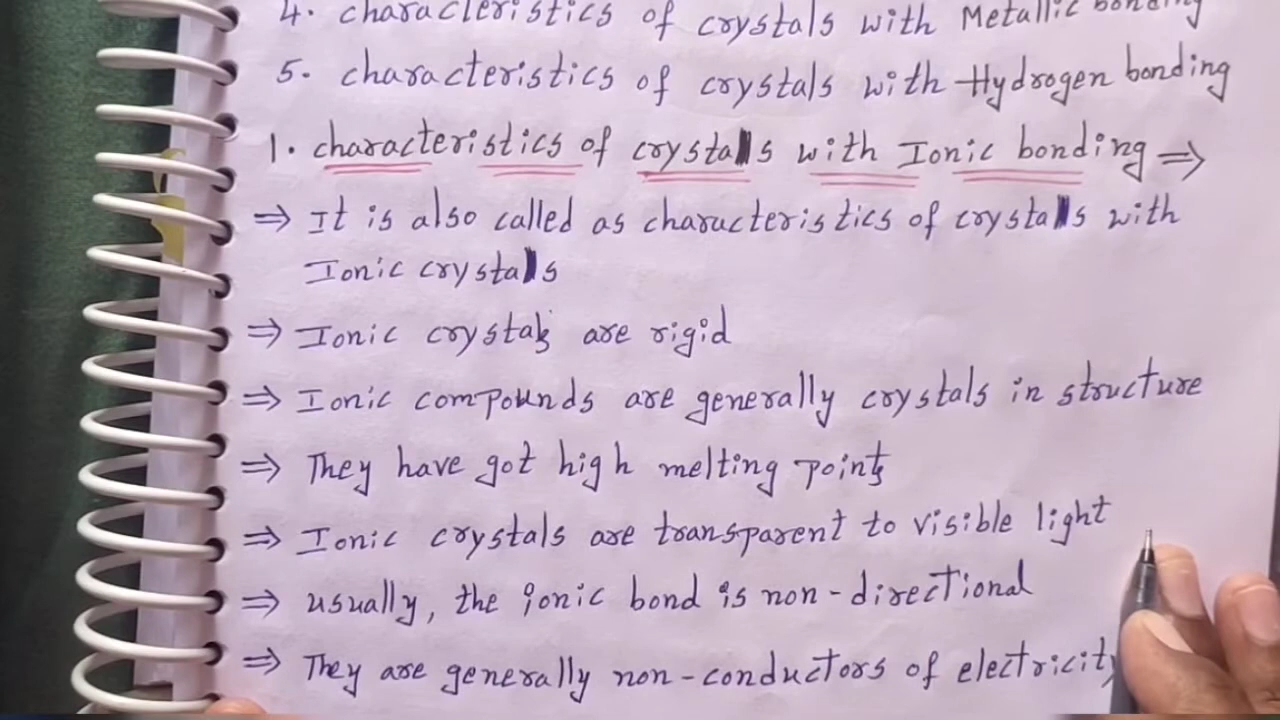 4. characteristics of crystals with Metallic bonding
5. characteristics of crystals with Hydrogen bonding
1. characteristics of crystals with Ionic bonding ⇒
⇒ It is also called as characteristics of crystals with
Ionic crystals
⇒ Ionic crystals are rigid
⇒ Ionic compounds are generally crystals in structure
⇒ They have got high melting points
⇒ Ionic crystals are transparent to visible light
⇒ usually, the ionic bond is non-directional
⇒ They are generally non-conductors of electricity